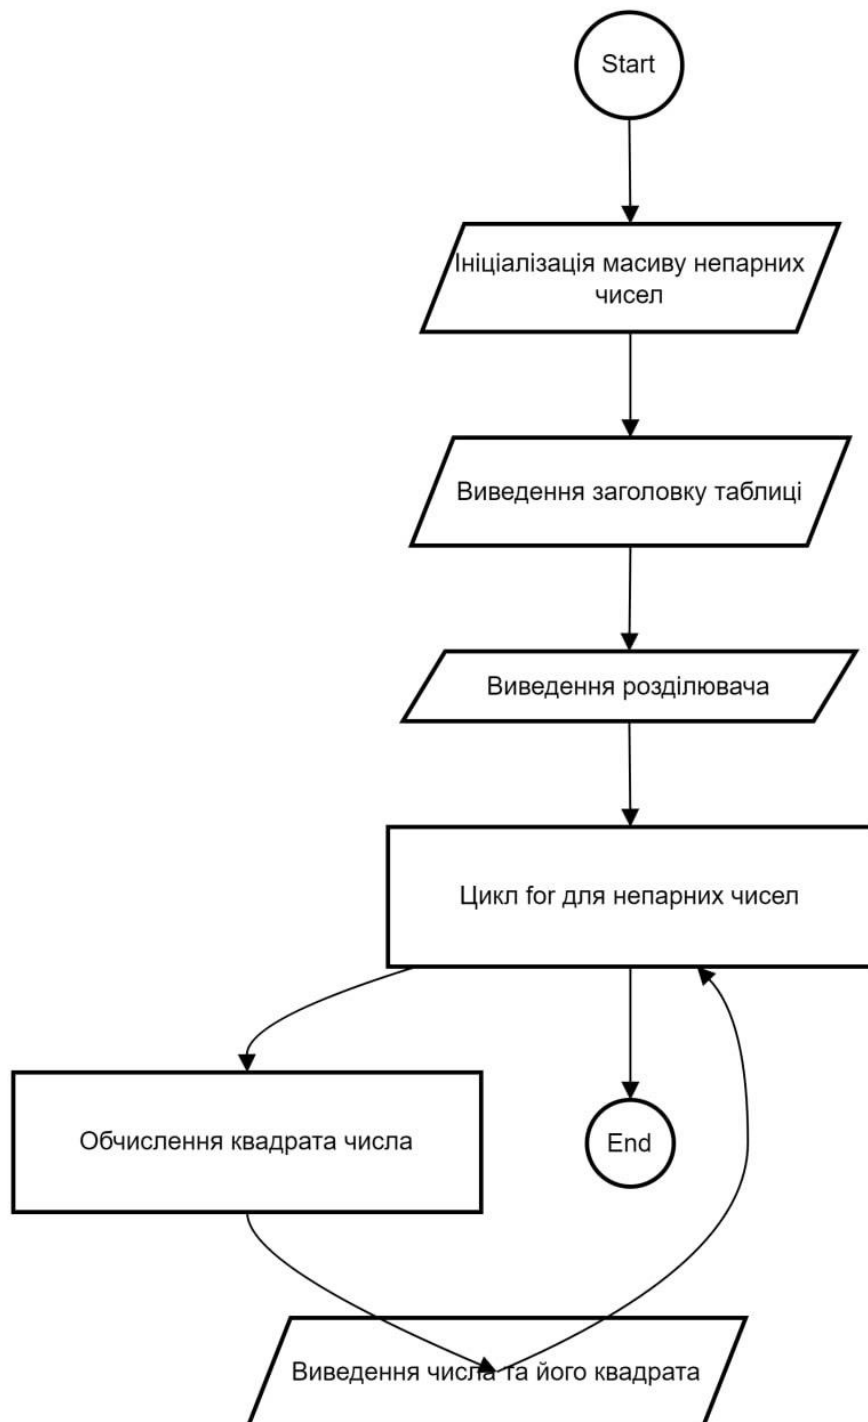 Start
Ініціалізація масиву непарних
чисел
Виведення заголовку таблиці
Виведення розділювача
Цикл for для непарних чисел
Обчислення квадрата числа
End
Виведення числа та його квадрата